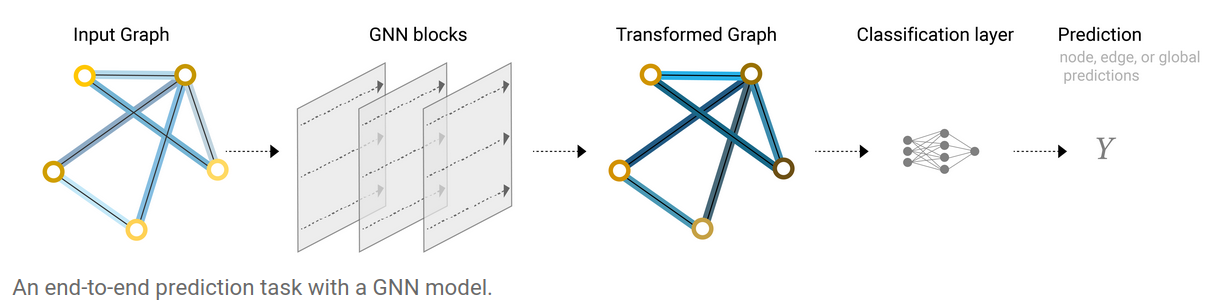 Input Graph
GNN blocks
Transformed Graph
Classification layer
Prediction
node, edge, or global
predictions
Y
An end-to-end prediction task with a GNN model.